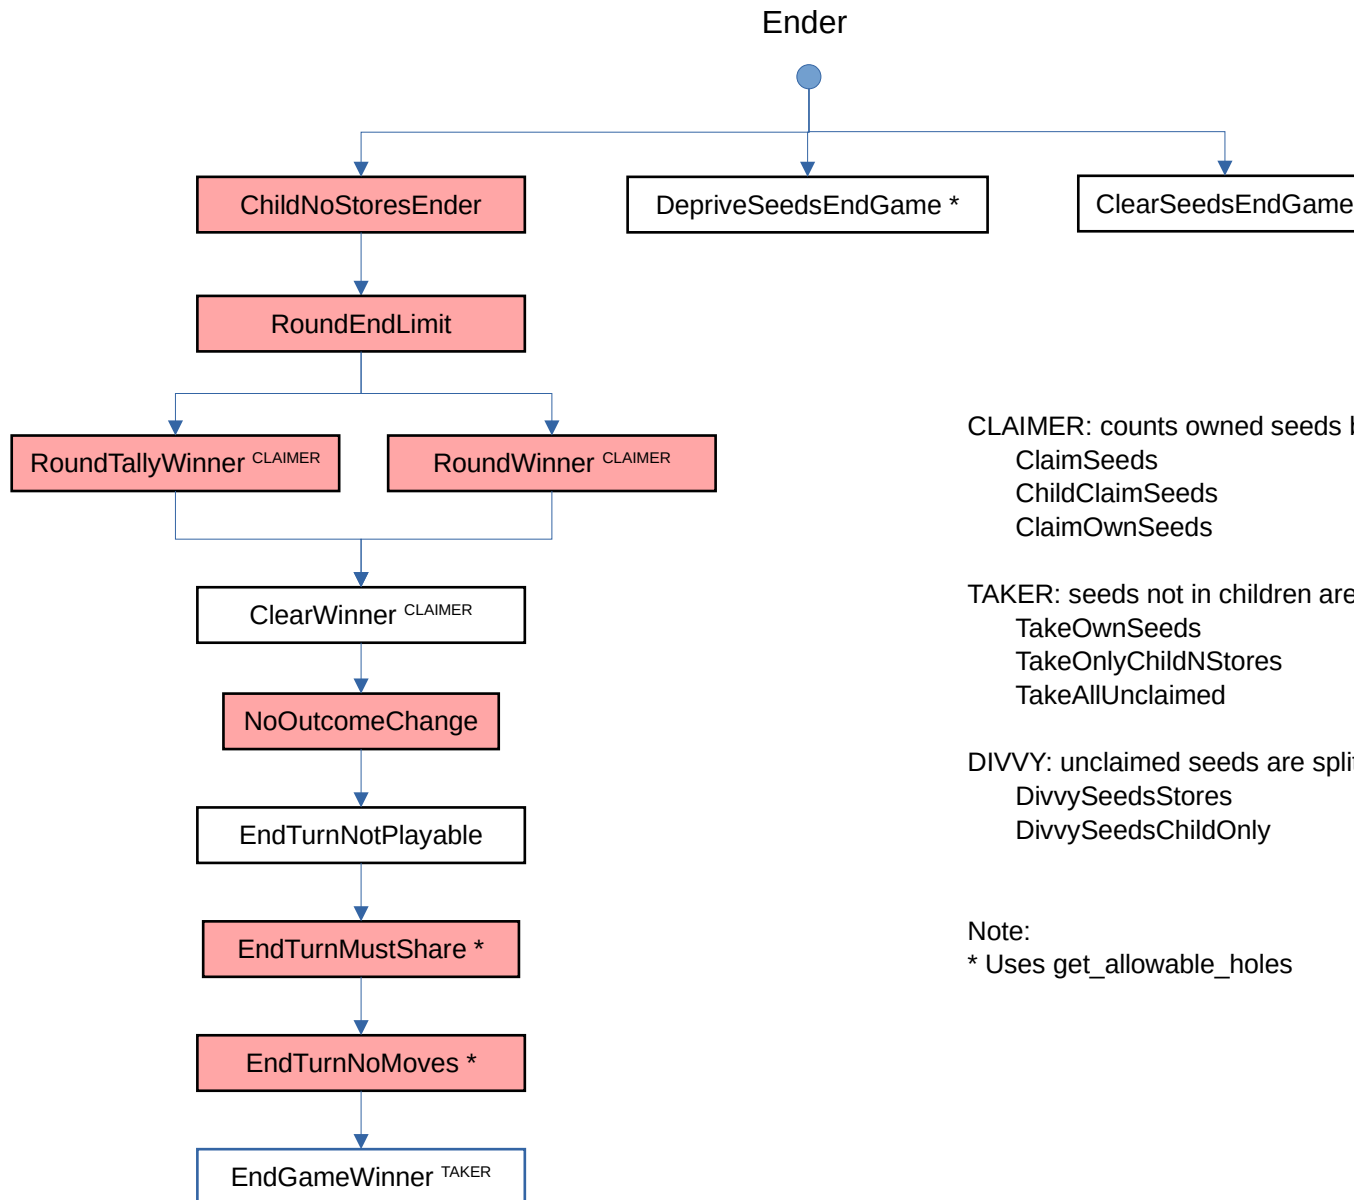 Ender
ChildNoStoresEnder
DepriveSeedsEndGame *
ClearSeedsEndGame
RoundEndLimit
RoundTallyWinner CLAIMER
RoundWinner CLAIMER
ClearWinner CLAIMER
NoOutcomeChange
EndTurnNotPlayable
EndTurnMustShare *
EndTurnNoMoves *
EndGameWinner TAKER
CLAIMER: counts owned seeds
ClaimSeeds
ChildClaimSeeds
ClaimOwnSeeds
TAKER: seeds not in children are
TakeOwnSeeds
TakeOnlyChildNStores
TakeAllUnclaimed
DIVVY: unclaimed seeds are split
DivvySeedsStores
DivvySeedsChildOnly
Note:
* Uses get_allowable_holes